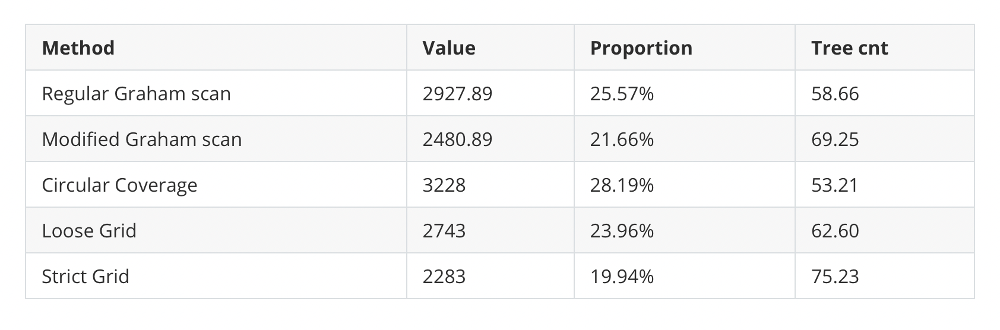 Method Value Proportion Tree cnt
Regular Graham scan 2927.89 25.57% 58.66
Modified Graham scan 2480.89 21.66% 69.25
Circular Coverage 3228 28.19% 53.21
Loose Grid 2743 23.96% 62.60
Strict Grid 2283 19.94% 75.23